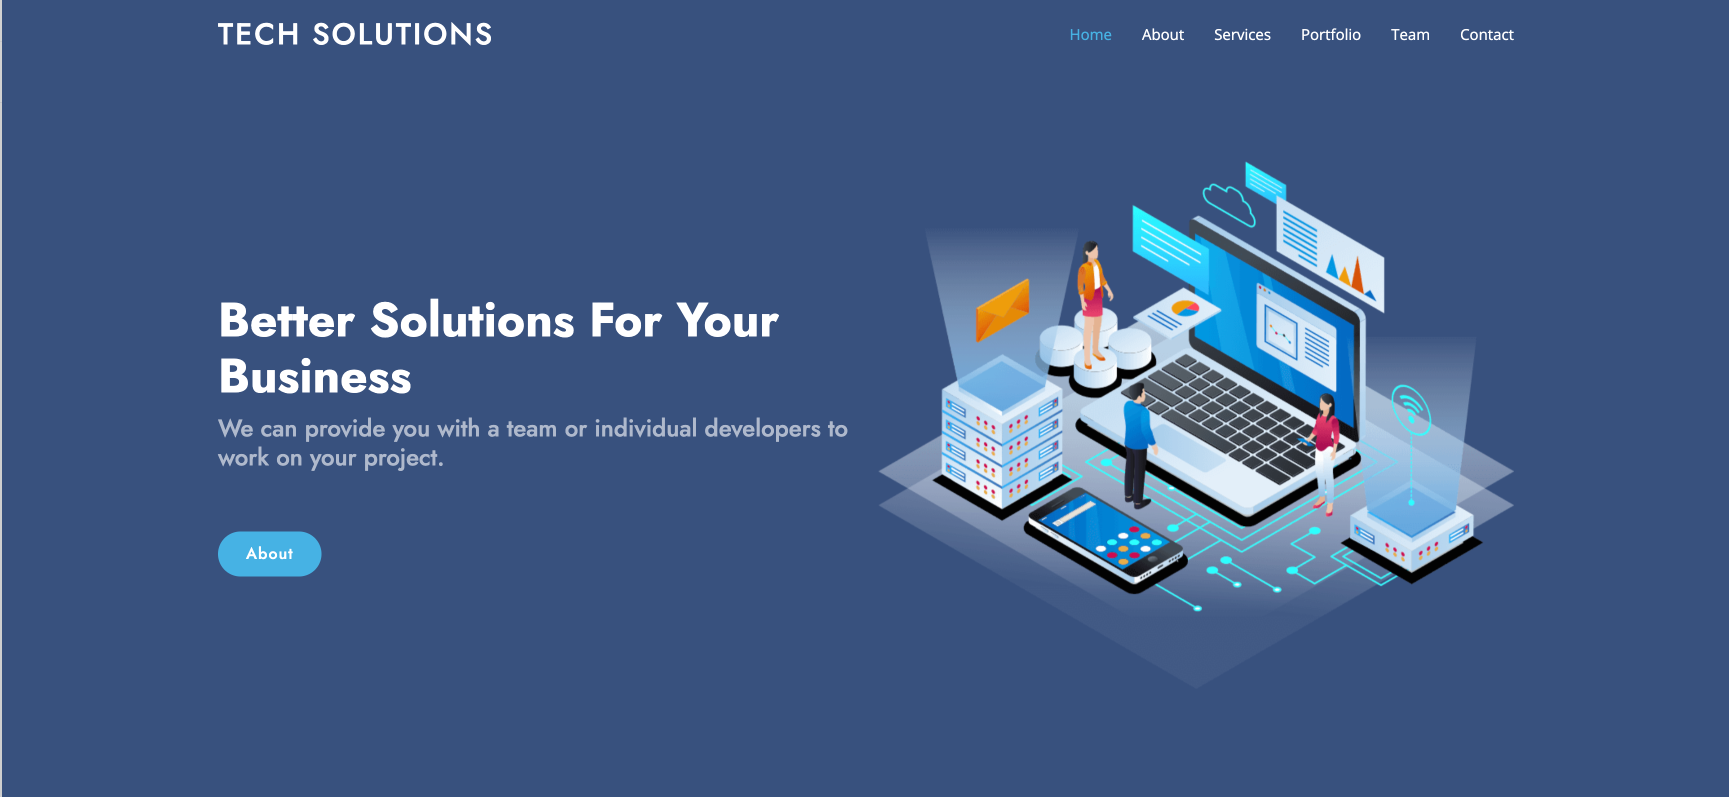 TECH SOLUTIONS
Home About Services Portfolio Team Contact
Better Solutions For Your
Business
We can provide you with a team or individual developers to
work on your project.
About